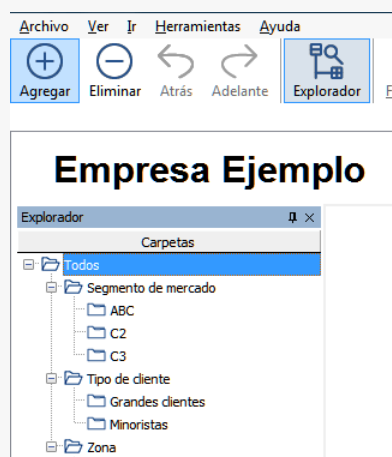 Archivo Ver Ir Herramientas Ayuda
Agregar Eliminar Atrás Adelante Explorador
Empresa Ejemplo
Explorador
Carpetas
Todos
Segmento de mercado
ABC
C2
C3
Tipo de cliente
Grandes clientes
Minoristas
Zona